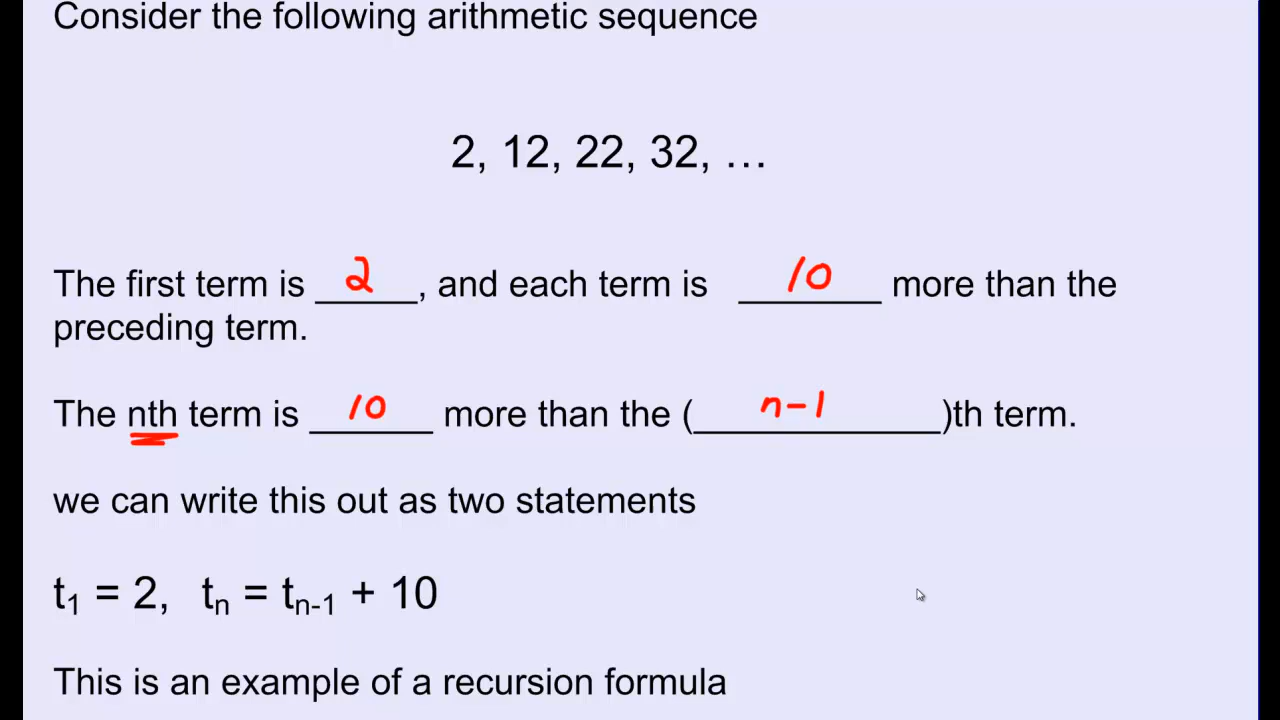 Consider the following arithmetic sequence
2, 12, 22, 32, …
The first term is 2, and each term is 10 more than the
preceding term.
The nth term is 10 more than the (n-1)th term.
we can write this out as two statements
t₁ = 2, tₙ = tₙ₋₁ + 10
This is an example of a recursion formula